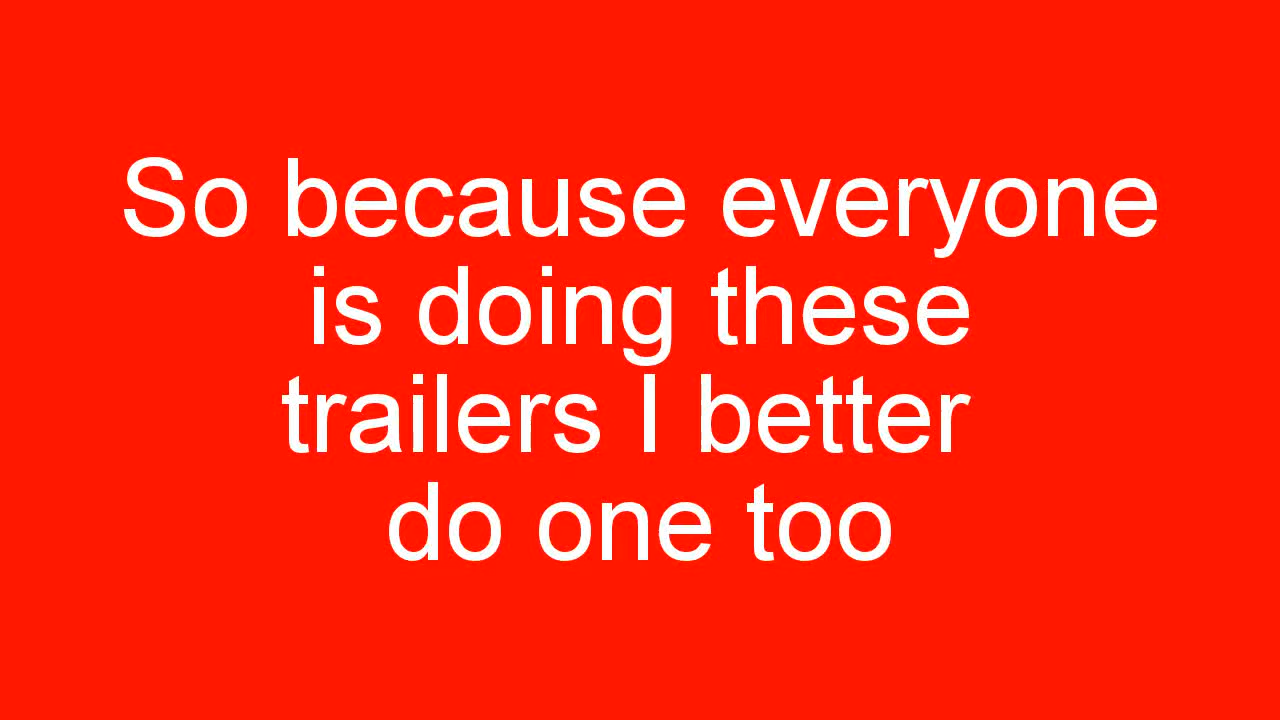 So because everyone
is doing these
trailers I better
do one too